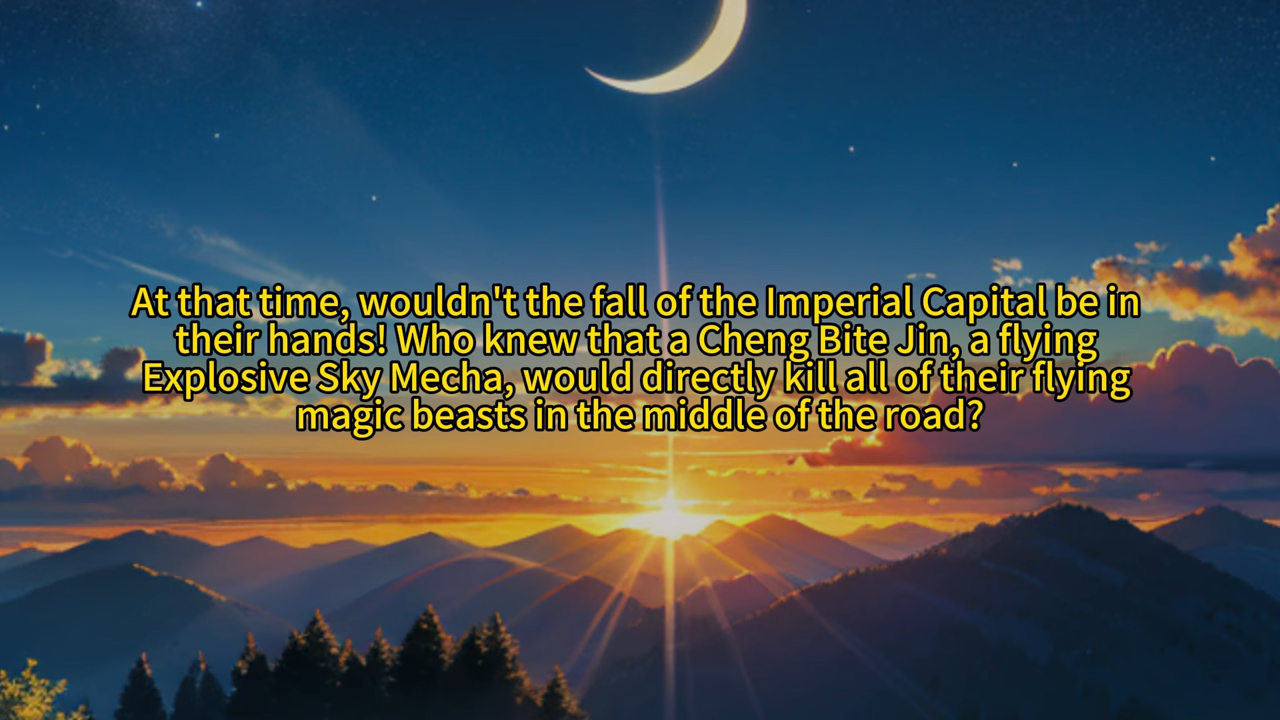 At that time, wouldn't the fall of the Imperial Capital be in
their hands! Who knew that a Cheng Bite Jin, a flying
Explosive Sky Mecha, would directly kill all of their flying
magic beasts in the middle of the road?